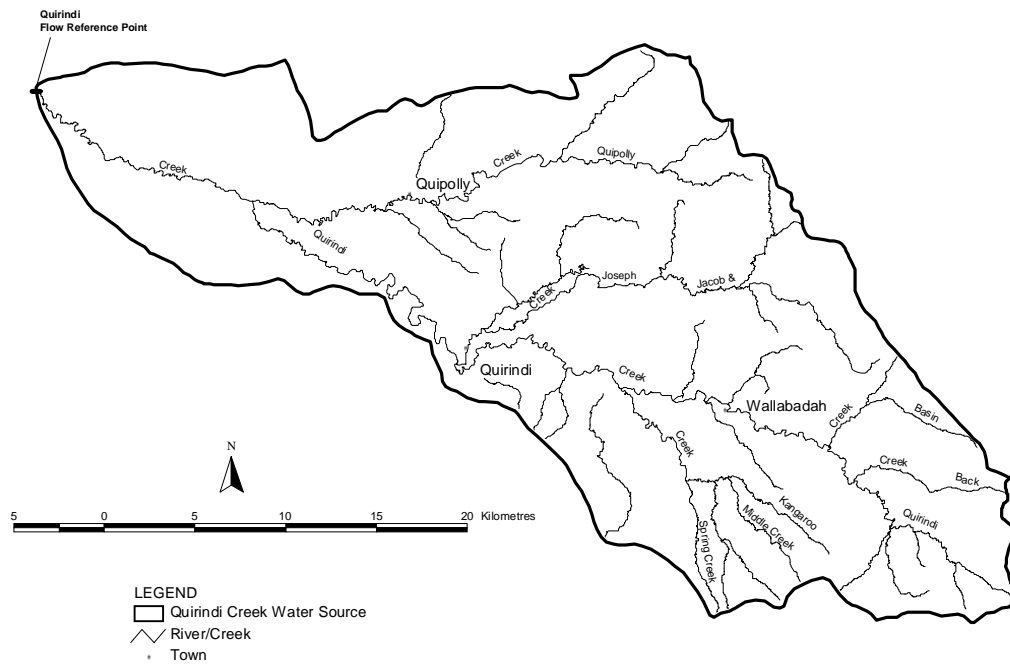 Quirindi
Flow Reference Point
Creek
Quipolly
Creek
Quipolly
Quirindi
Creek
Joseph
Jacob &
Quirindi
Creek
Wallabadah
Creek
Basin
Creek
Back
Creek
Kangaroo
Middle Creek
Spring Creek
Quirindi
N
5 0 5 10 15 20 Kilometres
LEGEND
Quirindi Creek Water Source
River/Creek
Town